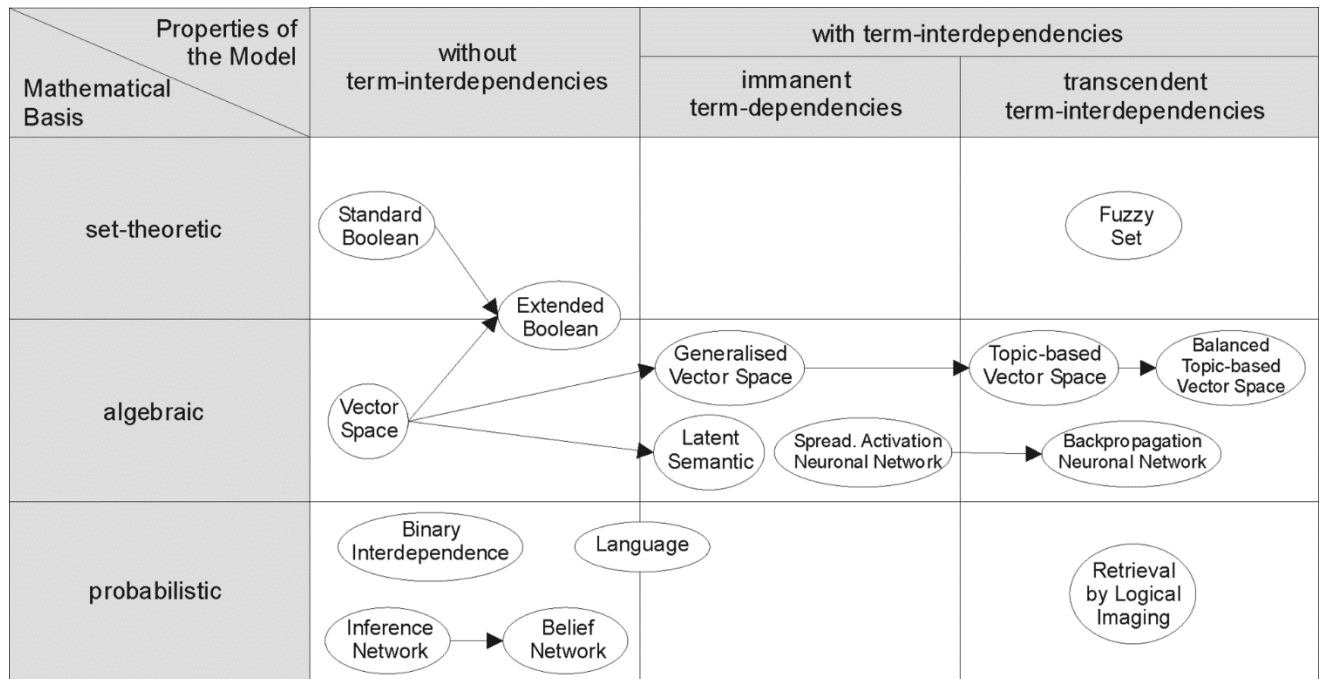 Properties of
the Model
Mathematical
Basis
without
term-interdependencies
with term-interdependencies
immanent
term-dependencies
transcendent
term-interdependencies
set-theoretic
Standard
Boolean
Extended
Boolean
Fuzzy
Set
algebraic
Vector
Space
Generalised
Vector Space
Topic-based
Vector Space
Balanced
Topic-based
Vector Space
Latent
Semantic
Spread. Activation
Neuronal Network
Backpropagation
Neuronal Network
probabilistic
Binary
Interdependence
Language
Inference
Network
Belief
Network
Retrieval
by Logical
Imaging